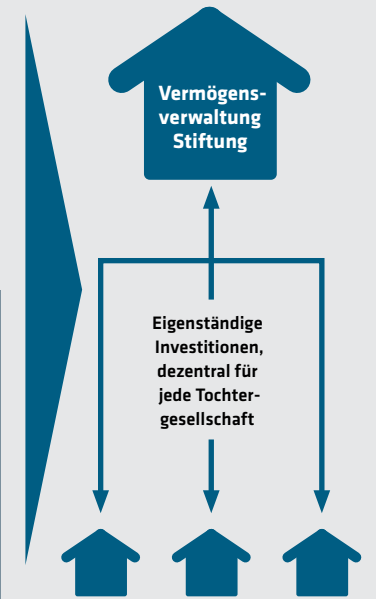 Vermögens-
verwaltung
Stiftung
Eigenständige
Investitionen,
dezentral für
jede Tochter-
gesellschaft